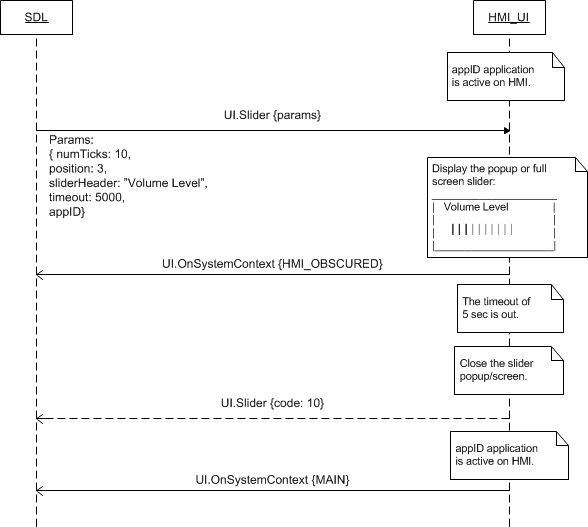 SDL
HMI_UI
appID application
is active on HMI.
UI.Slider {params}
Params:
{ numTicks: 10,
position: 3,
sliderHeader: "Volume Level",
timeout: 5000,
appID}
Display the popup or full
screen slider:
Volume Level
UI.OnSystemContext {HMI_OBSCURED}
The timeout of
5 sec is out.
Close the slider
popup/screen.
UI.Slider {code: 10}
appID application
is active on HMI.
UI.OnSystemContext {MAIN}